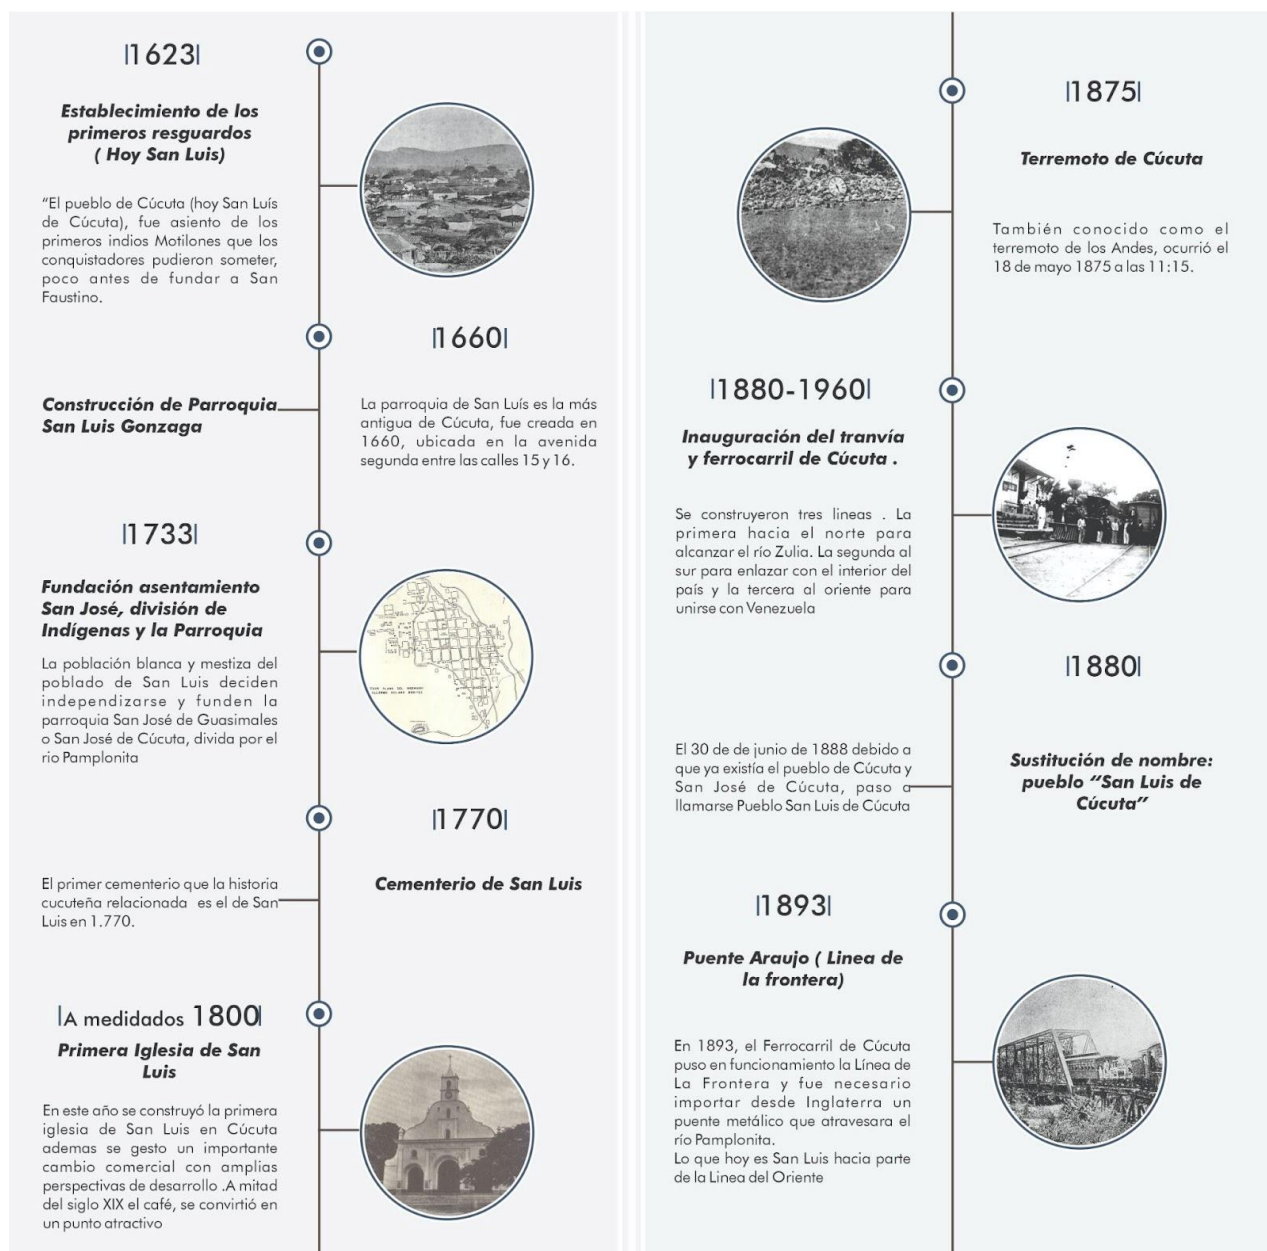 |1623|
Establecimiento de los
primeros resguardos
( Hoy San Luis)
“El pueblo de Cúcuta (hoy San Luís
de Cúcuta), fue asiento de los
primeros indios Motilones que los
conquistadores pudieron someter,
poco antes de fundar a San
Faustino.
|1660|
Construcción de Parroquia
San Luis Gonzaga
La parroquia de San Luís es la más
antigua de Cúcuta, fue creada en
1660, ubicada en la avenida
segunda entre las calles 15 y 16.
|1733|
Fundación asentamiento
San José, división de
Indígenas y la Parroquia
La población blanca y mestiza del
poblado de San Luis deciden
independizarse y funden la
parroquia San José de Guasimales
o San José de Cúcuta, divida por el
rio Pamplonita
|1770|
El primer cementerio que la historia
cucuteña relacionada es el de San
Luis en 1.770.
Cementerio de San Luis
|A medidados 1800|
Primera Iglesia de San
Luis
En este año se construyó la primera
iglesia de San Luis en Cúcuta
ademas se gesto un importante
cambio comercial con amplias
perspectivas de desarrollo .A mitad
del siglo XIX el café, se convirtió en
un punto atractivo
|1875|
Terremoto de Cúcuta
También conocido como el
terremoto de los Andes, ocurrió el
18 de mayo 1875 a las 11:15.
|1880-1960|
Inauguración del tranvía
y ferrocarril de Cúcuta .
Se construyeron tres lineas . La
primera hacia el norte para
alcanzar el río Zulia. La segunda al
sur para enlazar con el interior del
país y la tercera al oriente para
unirse con Venezuela
|1880|
El 30 de de junio de 1888 debido a
que ya existía el pueblo de Cúcuta y
San José de Cúcuta, paso a
llamarse Pueblo San Luis de Cúcuta
Sustitución de nombre:
pueblo “San Luis de
Cúcuta”
|1893|
Puente Araujo ( Linea de
la frontera)
En 1893, el Ferrocarril de Cúcuta
puso en funcionamiento la Línea de
La Frontera y fue necesario
importar desde Inglaterra un
puente metálico que atravesara el
río Pamplonita.
Lo que hoy es San Luis hacia parte
de la Linea del Oriente